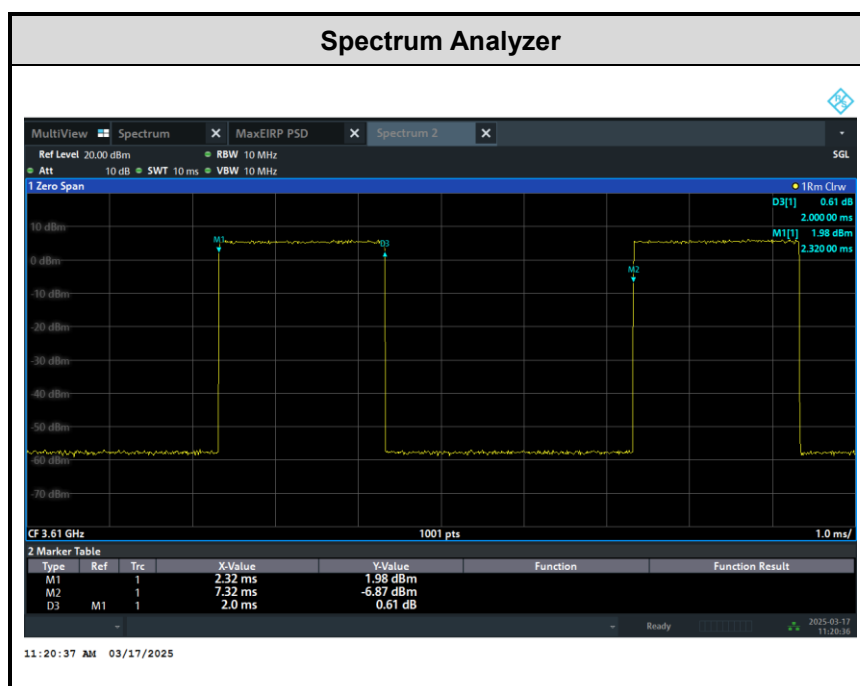 Spectrum Analyzer
MultiView Spectrum X MaxEIRP PSD X Spectrum 2 X
Ref Level 20.00 dBm RBW 10 MHz SGL
Att 10 dB SWT 10 ms VBW 10 MHz
1 Zero Span 1Rm Clrw
D3[1] 0.61 dB
2.000 00 ms
M1[1] 1.98 dBm
2.320 00 ms
10 dBm
M1
D3
0 dBm
M2
-10 dBm
-20 dBm
-30 dBm
-40 dBm
-50 dBm
-60 dBm
-70 dBm
CF 3.61 GHz 1001 pts 1.0 ms/
2 Marker Table
Type Ref Trc X-Value Y-Value Function Function Result
M1 1 2.32 ms 1.98 dBm
M2 1 7.32 ms -6.87 dBm
D3 M1 1 2.0 ms 0.61 dB
Ready 2025-03-17
11:20:36
11:20:37 AM 03/17/2025